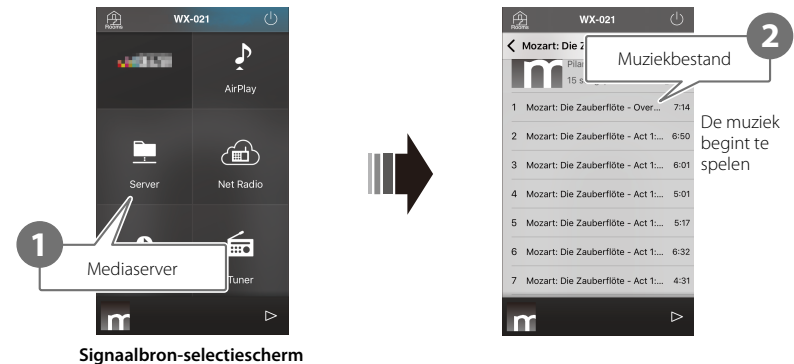 Rooms
WX-021
AirPlay
Server
Net Radio
1
Mediaserver
Tuner
m
Signaalbron-selectiescherm
Rooms
WX-021
2
Mozart: Die Z
Muziekbestand
m
15 s
1 Mozart: Die Zauberflöte - Over... 7:14
2 Mozart: Die Zauberflöte - Act 1:... 6:50
3 Mozart: Die Zauberflöte - Act 1:... 6:01
4 Mozart: Die Zauberflöte - Act 1:... 5:01
5 Mozart: Die Zauberflöte - Act 1:... 5:17
6 Mozart: Die Zauberflöte - Act 1:... 6:32
7 Mozart: Die Zauberflöte - Act 1:... 4:31
m
De muziek
begint te
spelen